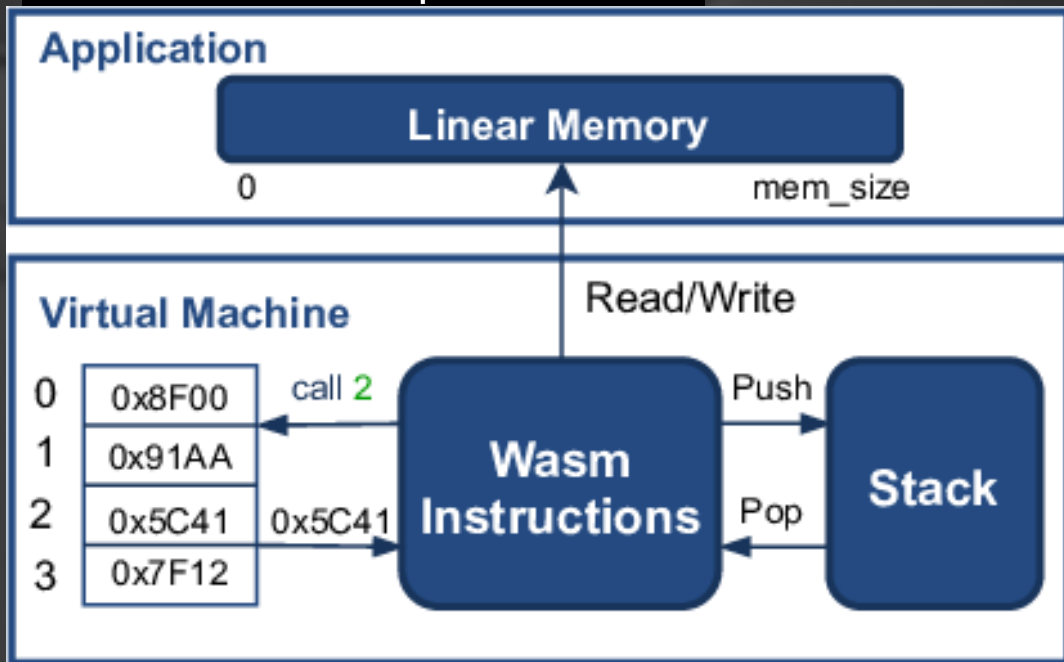 Application
Linear Memory
0 mem_size
Virtual Machine
Read/Write
0 0x8F00 call 2 Push
1 0x91AA
Wasm
Instructions
Stack
2 0x5C41 0x5C41 Pop
3 0x7F12